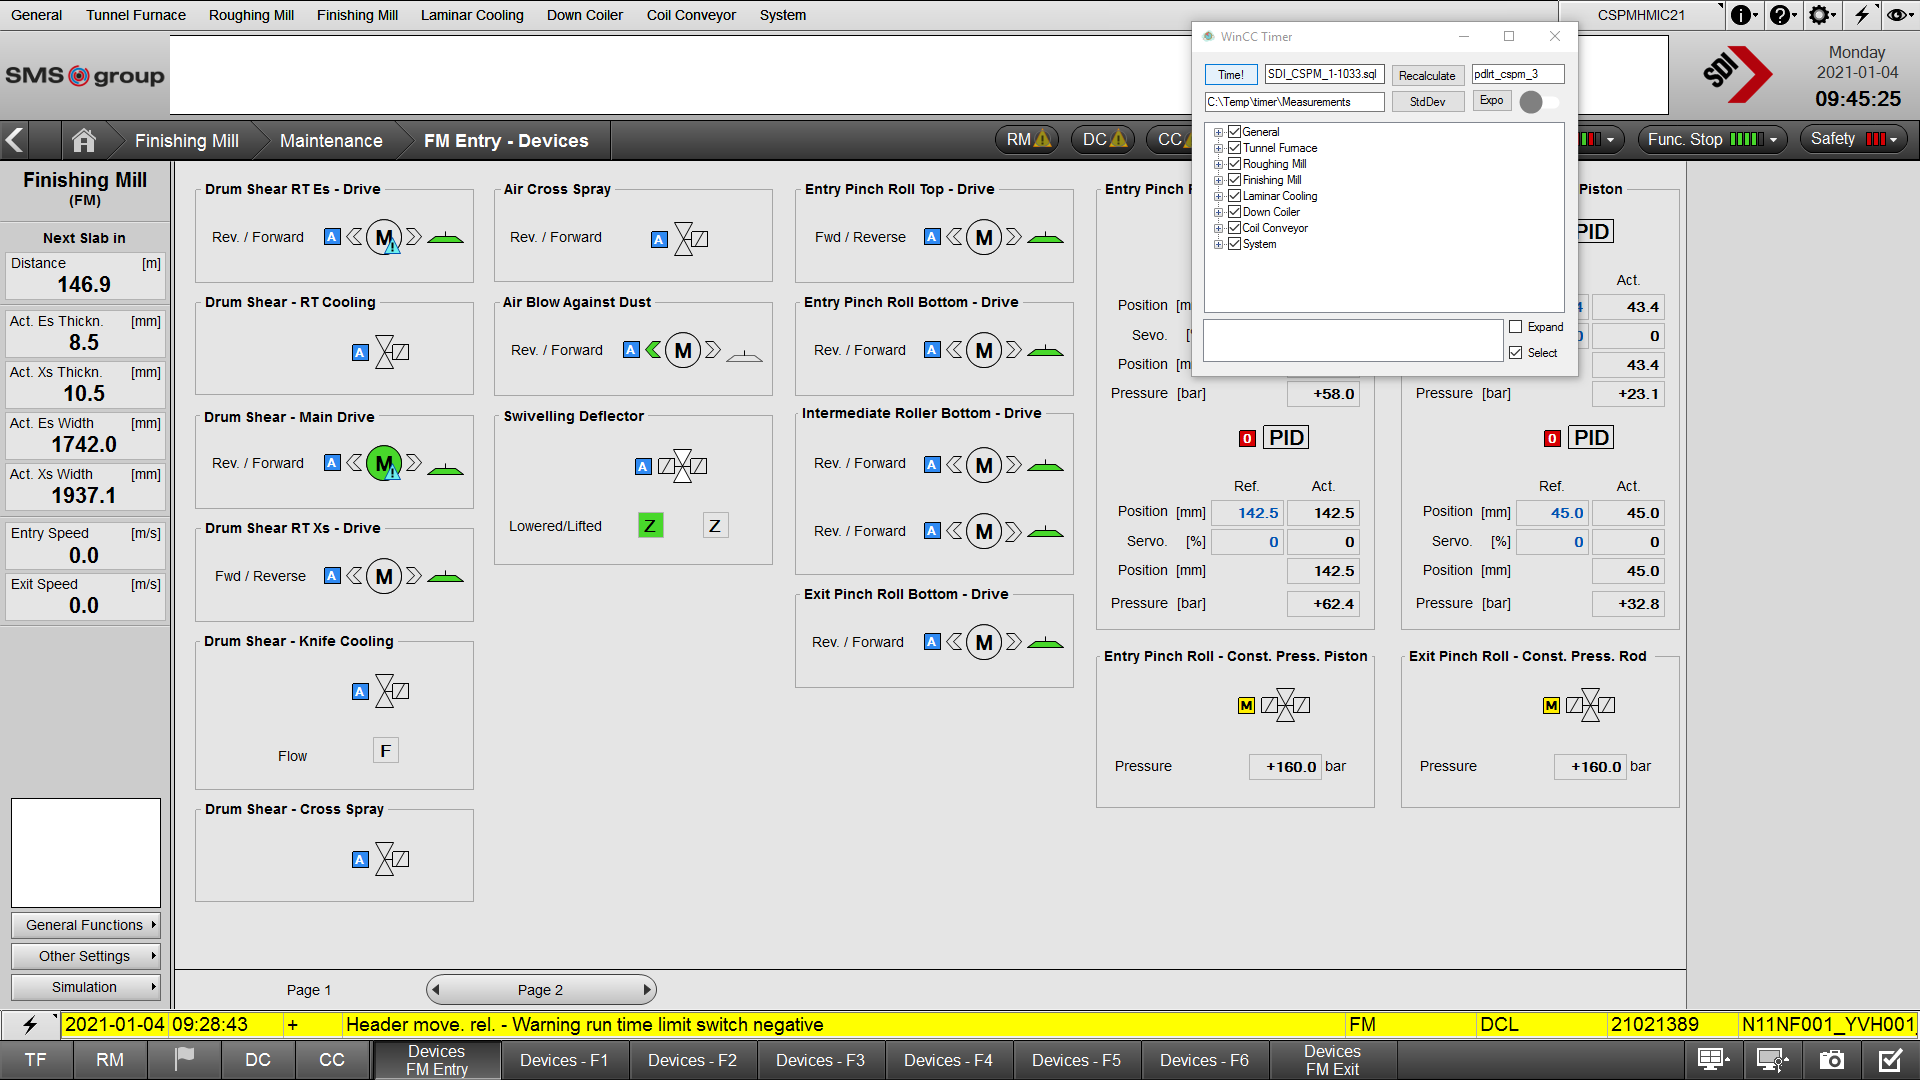 General Tunnel Furnace Roughing Mill Finishing Mill Laminar Cooling Down Coiler Coil Conveyor System CSPMHMIC21
SMS group
SDI
Monday
2021-01-04
09:45:25
WinCC Timer
Time! SDI_CSPM_1-1033.sql Recalculate pdlrt_cspm_3
C:\Temp\timer\Measurements StdDev Expo
General
Tunnel Furnace
Roughing Mill
Finishing Mill
Laminar Cooling
Down Coiler
Coil Conveyor
System
Expand
Select
Finishing Mill Maintenance FM Entry - Devices RM DC CC Func. Stop Safety
Finishing Mill
(FM)
Next Slab in
Distance [m]
146.9
Act. Es Thickn. [mm]
8.5
Act. Xs Thickn. [mm]
10.5
Act. Es Width [mm]
1742.0
Act. Xs Width [mm]
1937.1
Entry Speed [m/s]
0.0
Exit Speed [m/s]
0.0
General Functions
Other Settings
Simulation
Drum Shear RT Es - Drive
Rev. / Forward A M
Drum Shear - RT Cooling
A
Drum Shear - Main Drive
Rev. / Forward A M
Drum Shear RT Xs - Drive
Fwd / Reverse A M
Drum Shear - Knife Cooling
A
Flow F
Drum Shear - Cross Spray
A
Air Cross Spray
Rev. / Forward A
Air Blow Against Dust
Rev. / Forward A M
Swivelling Deflector
A
Lowered/Lifted Z Z
Entry Pinch Roll Top - Drive
Fwd / Reverse A M
Entry Pinch Roll Bottom - Drive
Rev. / Forward A M
Intermediate Roller Bottom - Drive
Rev. / Forward A M
Rev. / Forward A M
Exit Pinch Roll Bottom - Drive
Rev. / Forward A M
Entry Pinch
Position
Sevo.
Position
Pressure [bar] +58.0
0 PID
Ref. Act.
Position [mm] 142.5 142.5
Servo. [%] 0 0
Position [mm] 142.5
Pressure [bar] +62.4
Piston
PID
Act.
43.4
0
43.4
Pressure [bar] +23.1
0 PID
Ref. Act.
Position [mm] 45.0 45.0
Servo. [%] 0 0
Position [mm] 45.0
Pressure [bar] +32.8
Entry Pinch Roll - Const. Press. Piston
M
Pressure +160.0 bar
Exit Pinch Roll - Const. Press. Rod
M
Pressure +160.0 bar
Page 1 Page 2
2021-01-04 09:28:43 + Header move. rel. - Warning run time limit switch negative FM DCL 21021389 N11NF001_YVH001
TF RM DC CC Devices FM Entry Devices - F1 Devices - F2 Devices - F3 Devices - F4 Devices - F5 Devices - F6 Devices FM Exit